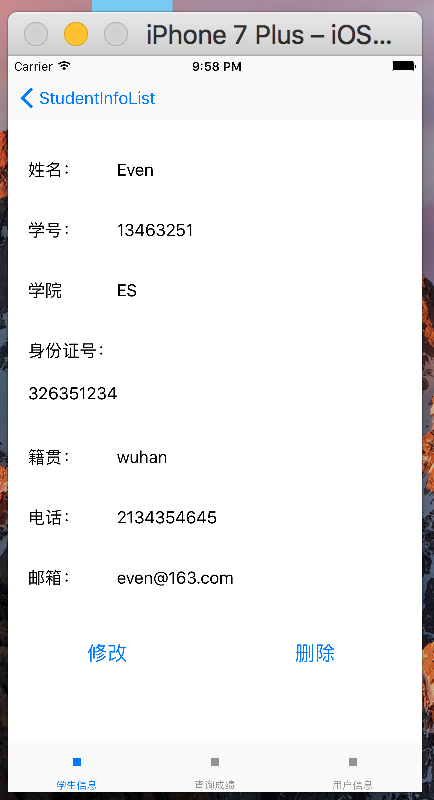 iPhone 7 Plus – iOS...
Carrier 9:58 PM
StudentInfoList
姓名： Even
学号： 13463251
学院 ES
身份证号：
326351234
籍贯： wuhan
电话： 2134354645
邮箱： even@163.com
修改 删除
学生信息 查询成绩 用户信息